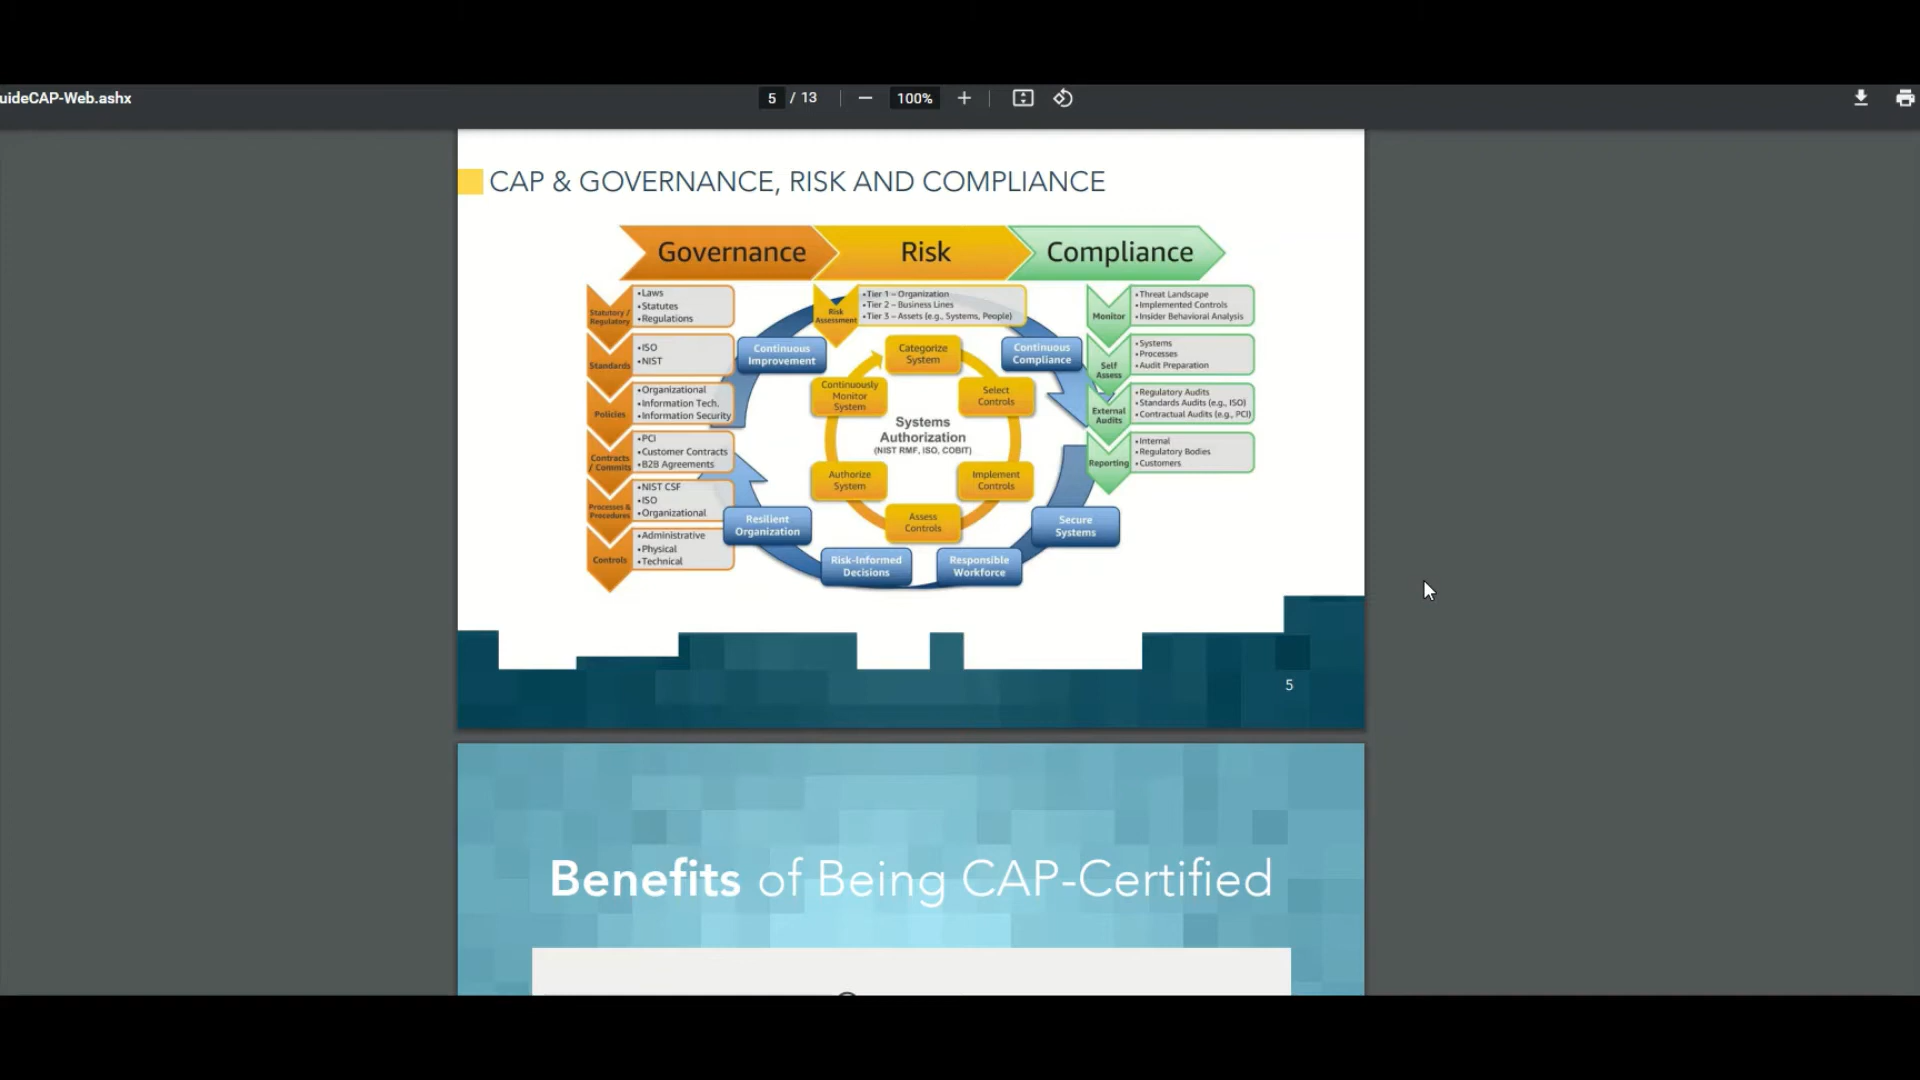 uideCAP-Web.ashx
5 / 13
100%
CAP & GOVERNANCE, RISK AND COMPLIANCE
Governance
Risk
Compliance
Statutory /
Regulatory
•Laws
•Statutes
•Regulations
Standards
•ISO
•NIST
Policies
•Organizational
•Information Tech.
•Information Security
Contracts
/ Commits
•PCI
•Customer Contracts
•B2B Agreements
Processes &
Procedures
•NIST CSF
•ISO
•Organizational
Controls
•Administrative
•Physical
•Technical
Risk
Assessment
•Tier 1 – Organization
•Tier 2 – Business Lines
•Tier 3 – Assets (e.g., Systems, People)
Continuous
Improvement
Continuous
Compliance
Categorize
System
Select
Controls
Implement
Controls
Assess
Controls
Authorize
System
Continuously
Monitor
System
Systems
Authorization
(NIST RMF, ISO, COBIT)
Resilient
Organization
Risk-Informed
Decisions
Responsible
Workforce
Secure
Systems
Monitor
•Threat Landscape
•Implemented Controls
•Insider Behavioral Analysis
Self
Assess
•Systems
•Processes
•Audit Preparation
External
Audits
•Regulatory Audits
•Standards Audits (e.g., ISO)
•Contractual Audits (e.g., PCI)
Reporting
•Internal
•Regulatory Bodies
•Customers
5
Benefits of Being CAP-Certified